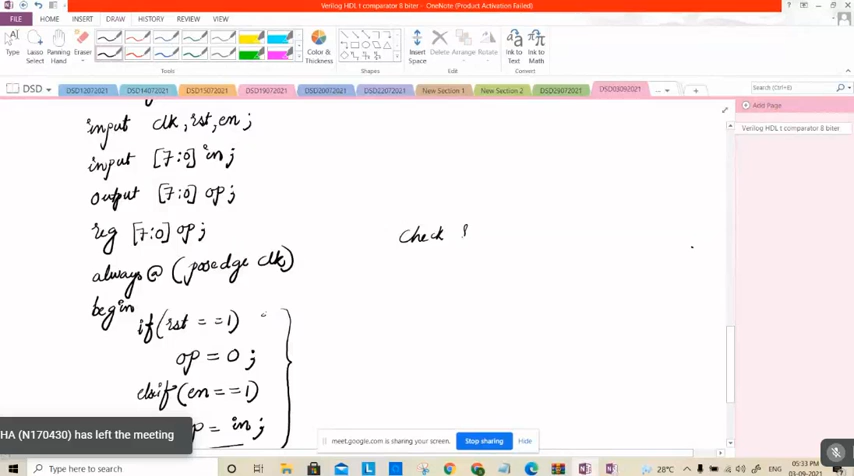 Verilog HDL t comparator 8 biter - OneNote (Product Activation Failed)
FILE HOME INSERT DRAW HISTORY REVIEW VIEW
Type Lasso Select Panning Hand Eraser Color & Thickness Insert Space Delete Arrange Rotate Ink to Text Ink to Math
Tools Shapes Edit Convert
DSD DSD12072021 DSD14072021 DSD15072021 DSD19072021 DSD20072021 DSD22072021 New Section 1 New Section 2 DSD29072021 DSD03092021 ... + Search (Ctrl+E)
Add Page
Verilog HDL t comparator 8 biter
input clk, rst, en;
input [7:0] in;
output [7:0] op;
reg [7:0] op;
check
always@ (posedge clk)
begin
if(rst == 1)
op = 0;
elsif(en == 1)
= in;
HA (N170430) has left the meeting
meet.google.com is sharing your screen. Stop sharing Hide
Type here to search
28°C
05:33 PM
03-09-2021